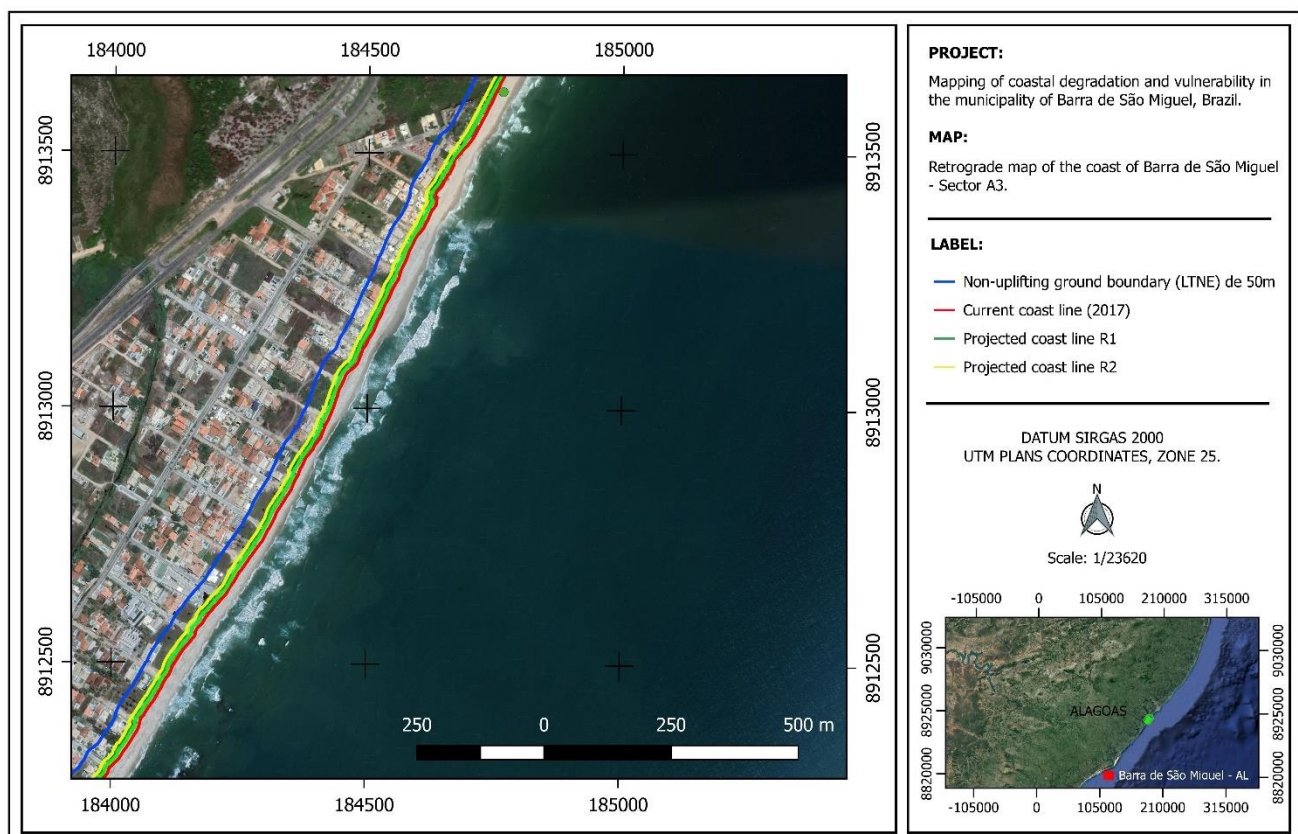 184000 184500 185000
8913500 8913500
8913000 8913000
8912500 8912500
250 0 250 500 m
184000 184500 185000
PROJECT:
Mapping of coastal degradation and vulnerability in
the municipality of Barra de São Miguel, Brazil.
MAP:
Retrograde map of the coast of Barra de São Miguel
- Sector A3.
LABEL:
Non-uplifting ground boundary (LTNE) de 50m
Current coast line (2017)
Projected coast line R1
Projected coast line R2
DATUM SIRGAS 2000
UTM PLANS COORDINATES, ZONE 25.
N
Scale: 1/23620
-105000 0 105000 210000 315000
9030000 9030000
ALAGOAS
8925000 8925000
8820000 Barra de São Miguel - AL 8820000
-105000 0 105000 210000 315000